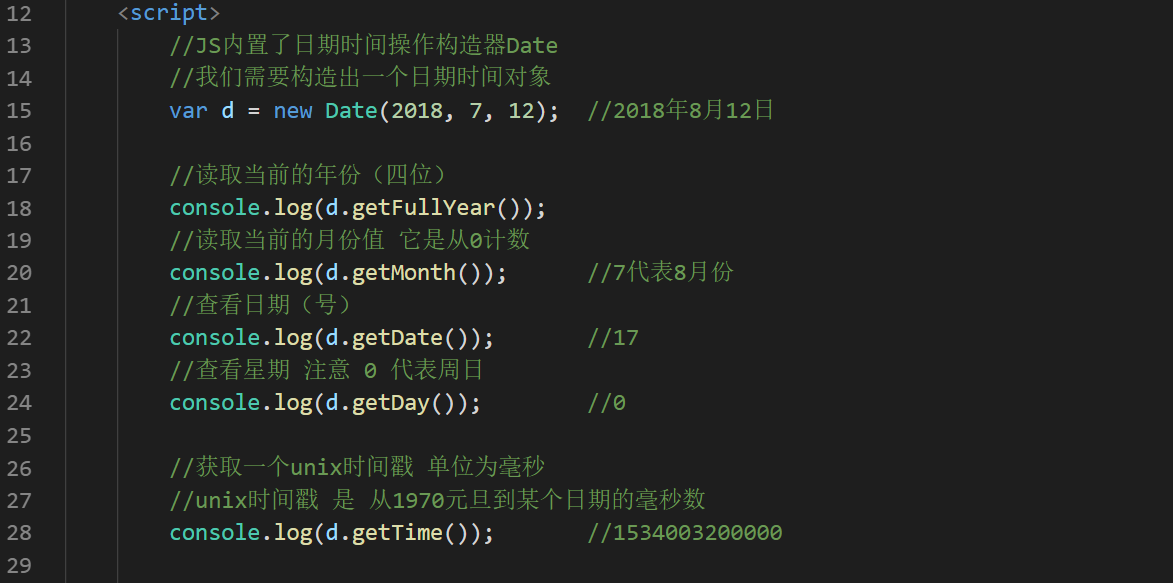 12 <script>
13 //JS内置了日期时间操作构造器Date
14 //我们需要构造出一个日期时间对象
15 var d = new Date(2018, 7, 12); //2018年8月12日
16
17 //读取当前的年份（四位）
18 console.log(d.getFullYear());
19 //读取当前的月份值 它是从0计数
20 console.log(d.getMonth()); //7代表8月份
21 //查看日期（号）
22 console.log(d.getDate()); //17
23 //查看星期 注意 0 代表周日
24 console.log(d.getDay()); //0
25
26 //获取一个unix时间戳 单位为毫秒
27 //unix时间戳 是 从1970元旦到某个日期的毫秒数
28 console.log(d.getTime()); //1534003200000
29